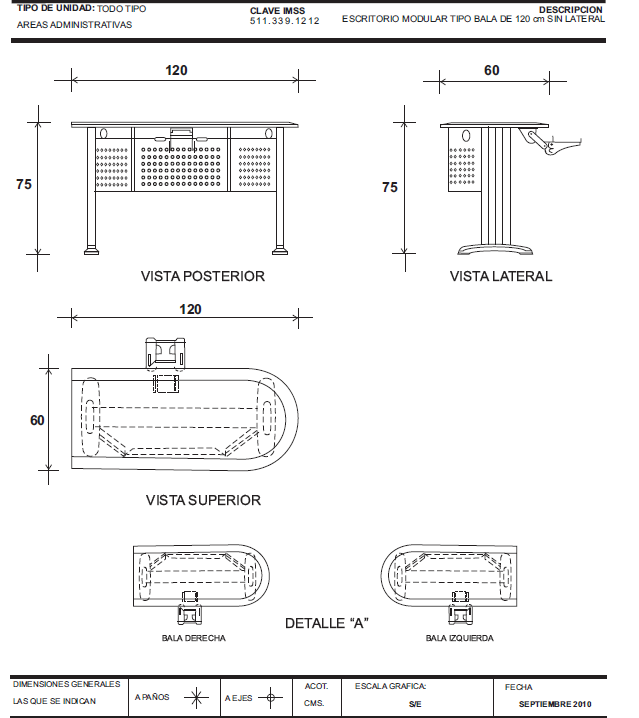 TIPO DE UNIDAD: TODO TIPO
AREAS ADMINISTRATIVAS
CLAVE IMSS
511.339.1212
DESCRIPCION
ESCRITORIO MODULAR TIPO BALA DE 120 cm SIN LATERAL
120
60
75
75
VISTA POSTERIOR
VISTA LATERAL
120
60
VISTA SUPERIOR
BALA DERECHA
DETALLE "A"
BALA IZQUIERDA
DIMENSIONES GENERALES
LAS QUE SE INDICAN
A PAÑOS
A EJES
ACOT.
CMS.
ESCALA GRAFICA:
S/E
FECHA
SEPTIEMBRE 2010